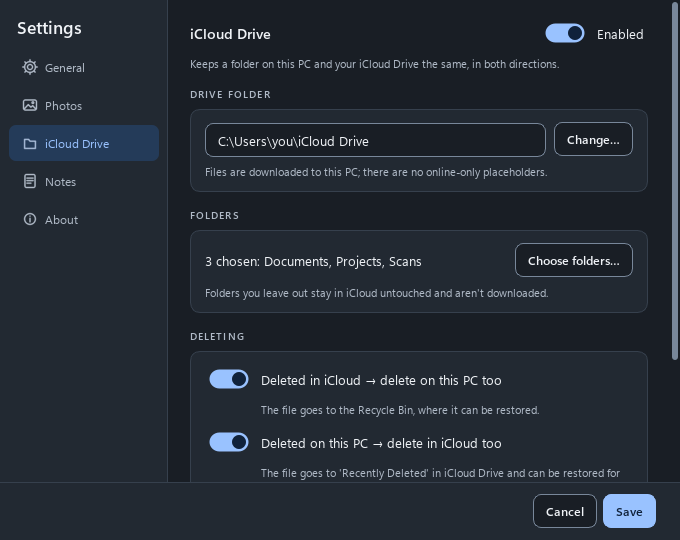 Settings
General
Photos
iCloud Drive
Notes
About
iCloud Drive
Enabled
Keeps a folder on this PC and your iCloud Drive the same, in both directions.
DRIVE FOLDER
C:\Users\you\iCloud Drive
Change...
Files are downloaded to this PC; there are no online-only placeholders.
FOLDERS
3 chosen: Documents, Projects, Scans
Choose folders...
Folders you leave out stay in iCloud untouched and aren't downloaded.
DELETING
Deleted in iCloud → delete on this PC too
The file goes to the Recycle Bin, where it can be restored.
Deleted on this PC → delete in iCloud too
The file goes to 'Recently Deleted' in iCloud Drive and can be restored for
Cancel
Save